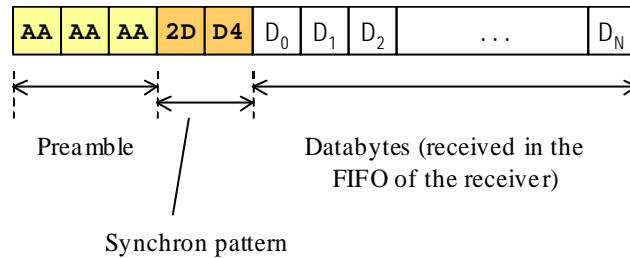 AA AA AA 2D D4 D0 D1 D2 ... DN
Preamble
Databytes (received in the
FIFO of the receiver)
Synchron pattern